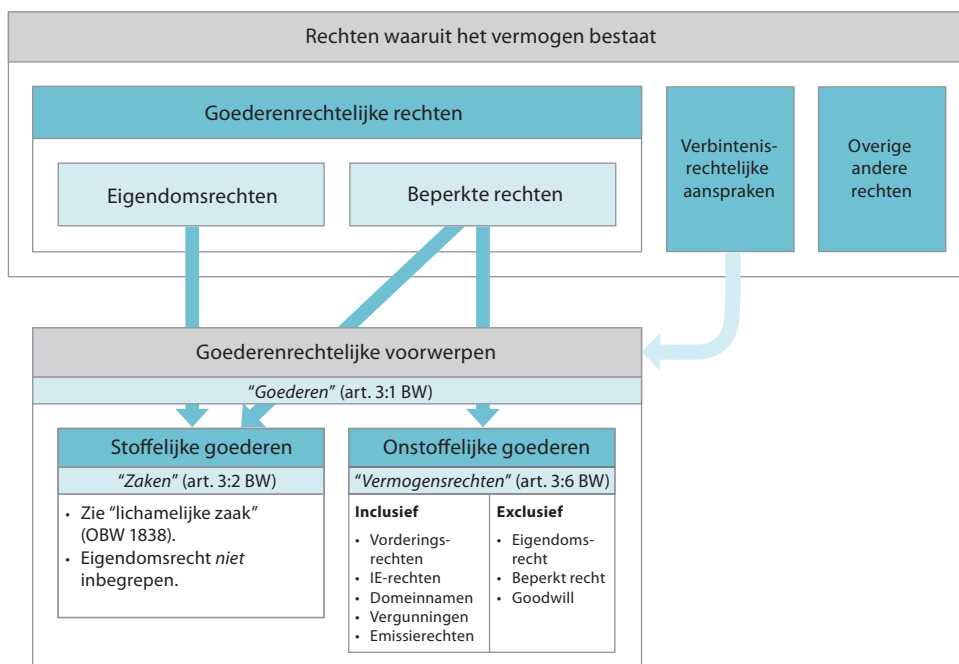 Rechten waaruit het vermogen bestaat
Goederenrechtelijke rechten
Eigendomsrechten
Beperkte rechten
Verbintenis-
rechtelijke
aanspraken
Overige
andere
rechten
Goederenrechtelijke voorwerpen
“Goederen” (art. 3:1 BW)
Stoffelijke goederen
“Zaken” (art. 3:2 BW)
• Zie “lichamelijke zaak”
(OBW 1838).
• Eigendomsrecht niet
inbegrepen.
Onstoffelijke goederen
“Vermogensrechten” (art. 3:6 BW)
Inclusief
• Vorderings-
rechten
• IE-rechten
• Domeinnamen
• Vergunningen
• Emissierechten
Exclusief
• Eigendoms-
recht
• Beperkt recht
• Goodwill